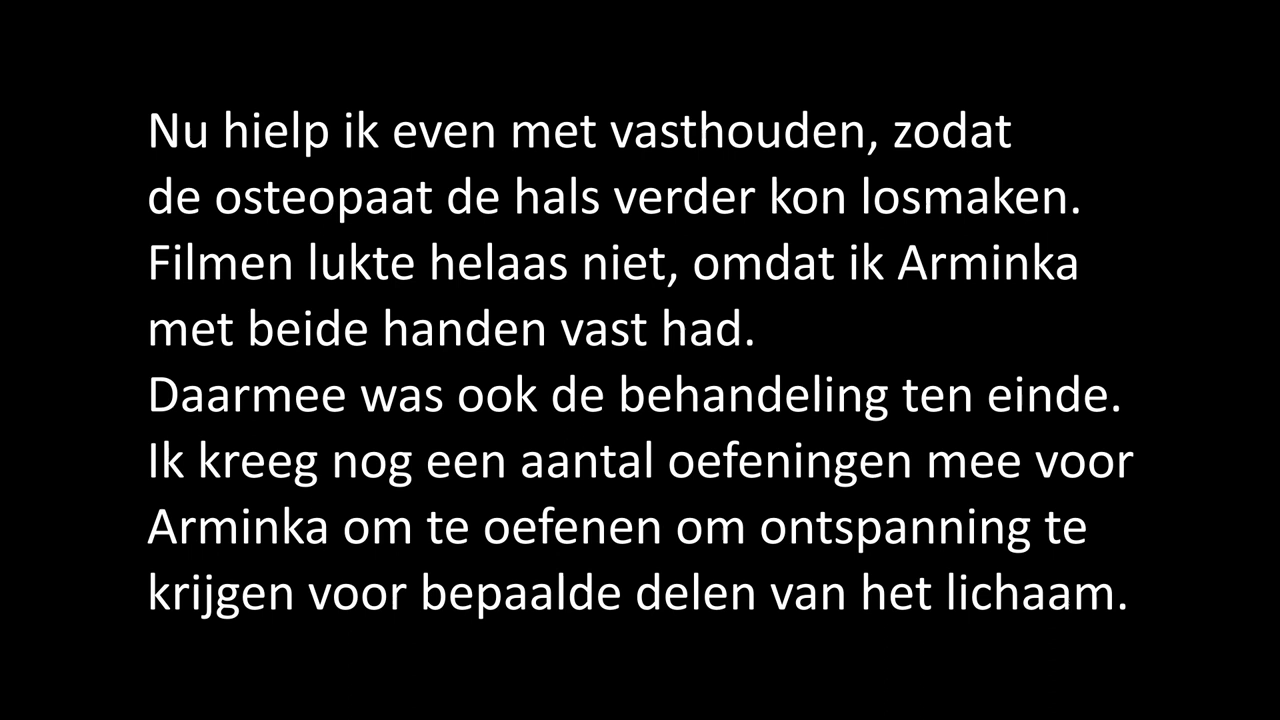 Nu hielp ik even met vasthouden, zodat
de osteopaat de hals verder kon losmaken.
Filmen lukte helaas niet, omdat ik Arminka
met beide handen vast had.
Daarmee was ook de behandeling ten einde.
Ik kreeg nog een aantal oefeningen mee voor
Arminka om te oefenen om ontspanning te
krijgen voor bepaalde delen van het lichaam.